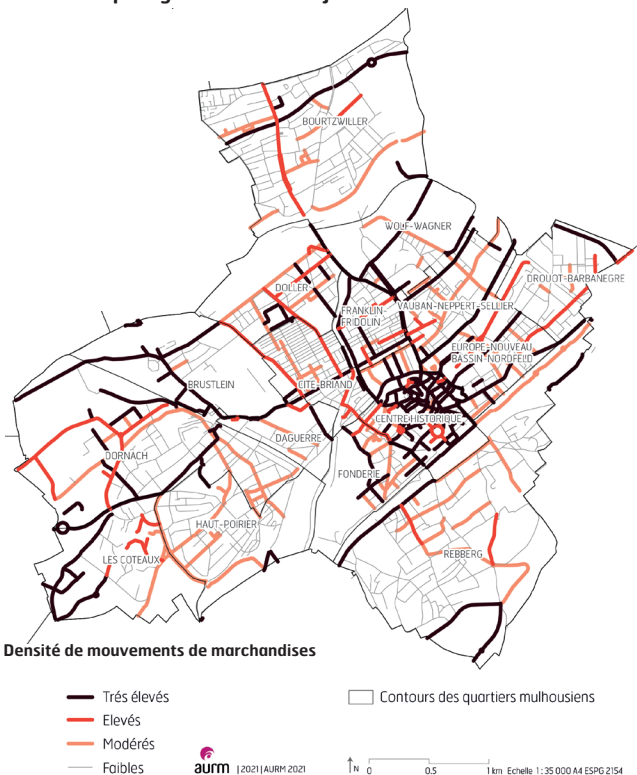 BOURTZWILLER
WOLF-WAGNER
DROUOT-BARBANEGRE
DOLLER
FRANKLIN
FRIDOLIN
VAUBAN-NEPPERT-SELLIER
EUROPE-NOUVEAU
BASSIN-NORDFELD
BRUSTLEIN
CITE-BRIAND
CENTRE HISTORIQUE
DAGUERRE
DORNACH
FONDERIE
HAUT-POIRIER
REBBERG
LES COTEAUX
Densité de mouvements de marchandises
Trés élevés
Elevés
Modérés
Faibles
Contours des quartiers mulhousiens
aurm | 2021 | AURM 2021
N 0 0.5 1 km Echelle 1 : 35 000 A4 ESPG 2154